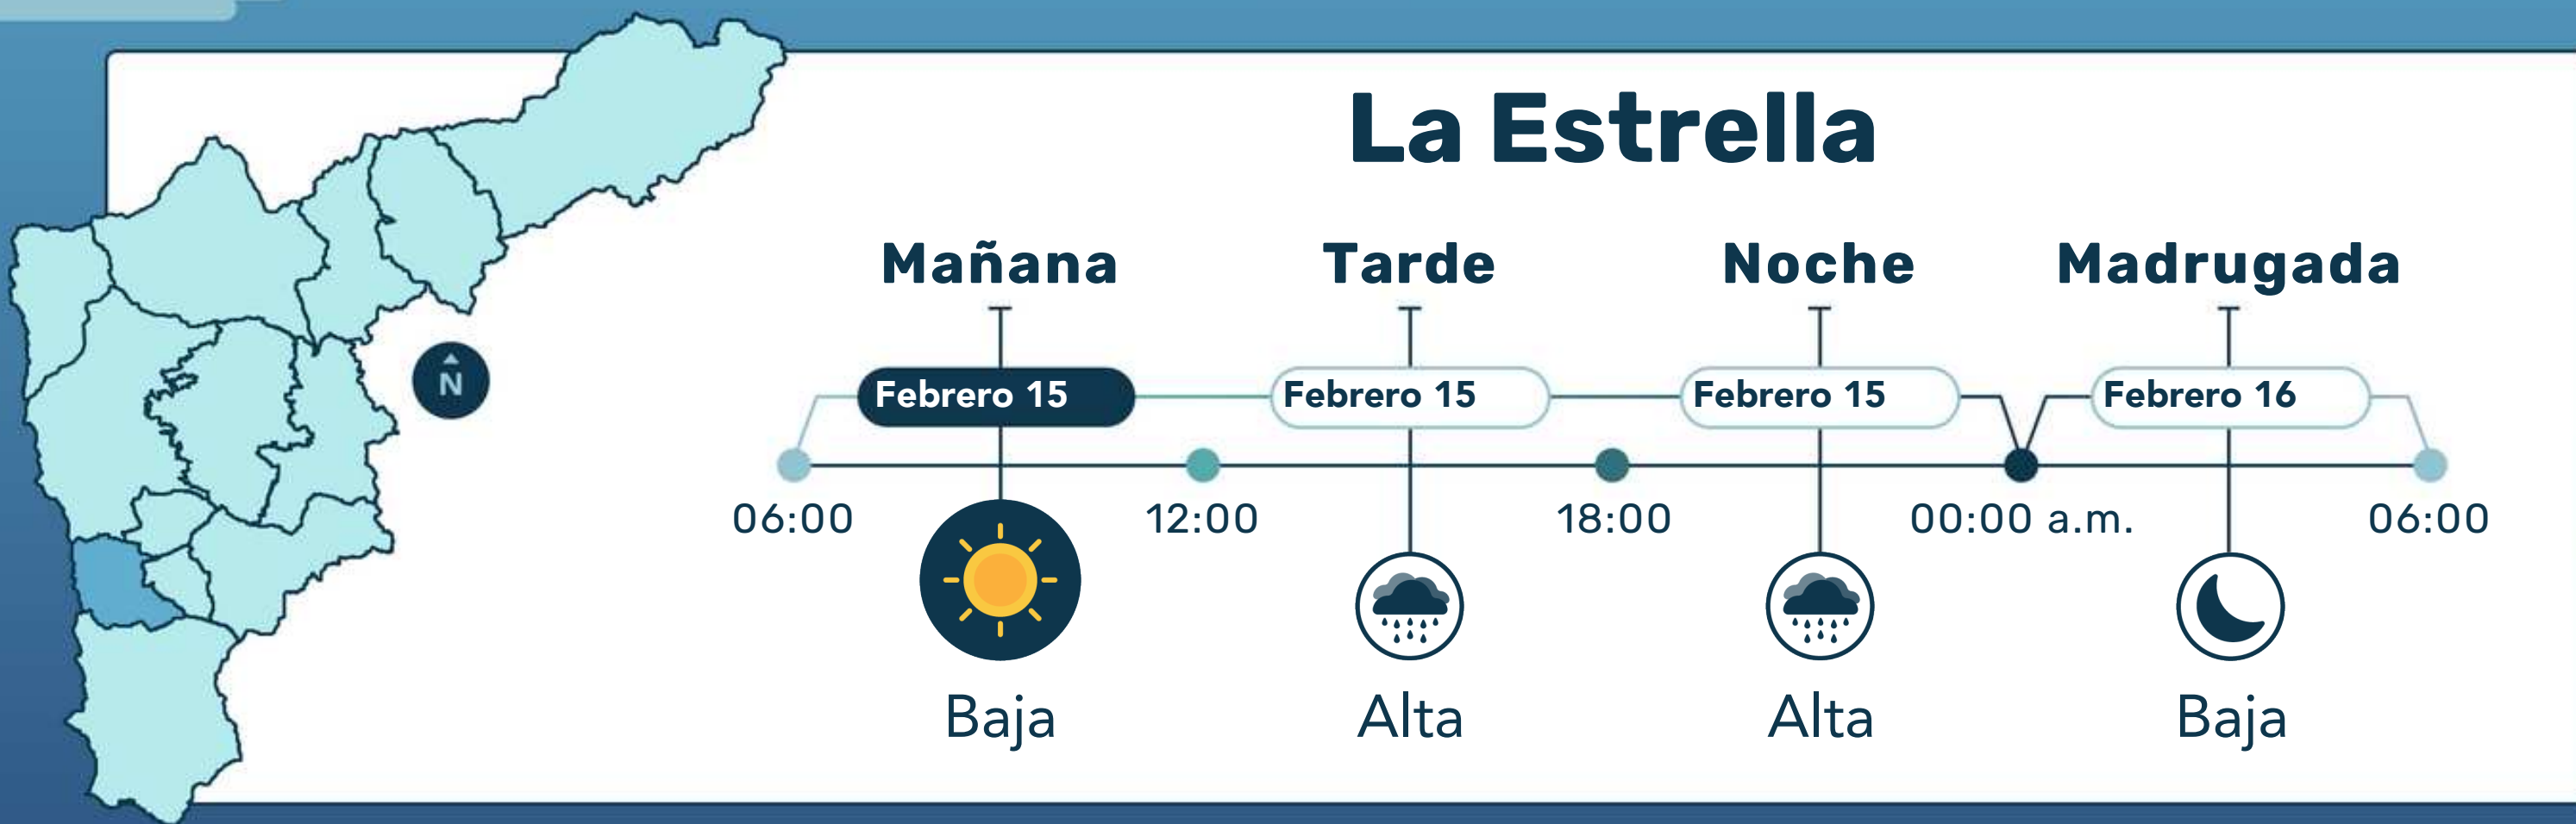 La Estrella
Mañana Tarde Noche Madrugada
N
Febrero 15 Febrero 15 Febrero 15 Febrero 16
06:00 12:00 18:00 00:00 a.m. 06:00
Baja Alta Alta Baja